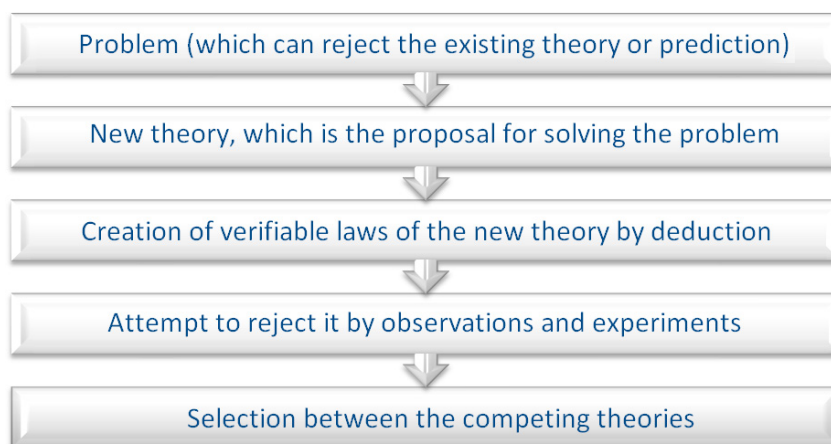 Problem (which can reject the existing theory or prediction)
New theory, which is the proposal for solving the problem
Creation of verifiable laws of the new theory by deduction
Attempt to reject it by observations and experiments
Selection between the competing theories